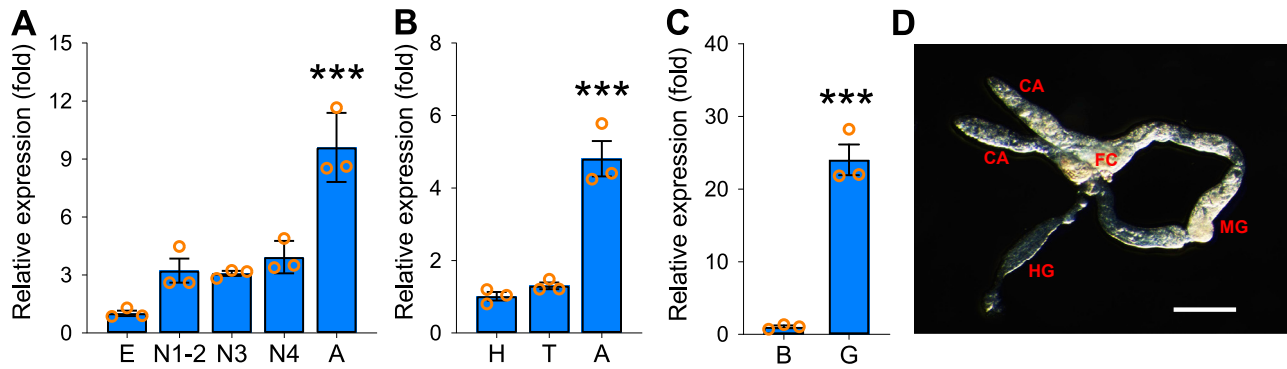 A
Relative expression (fold)
15
12
9
6
3
0
***
E N1-2 N3 N4 A
B
Relative expression (fold)
8
6
4
2
0
***
H T A
C
Relative expression (fold)
40
30
20
10
0
***
B G
D
CA
CA
FC
MG
HG